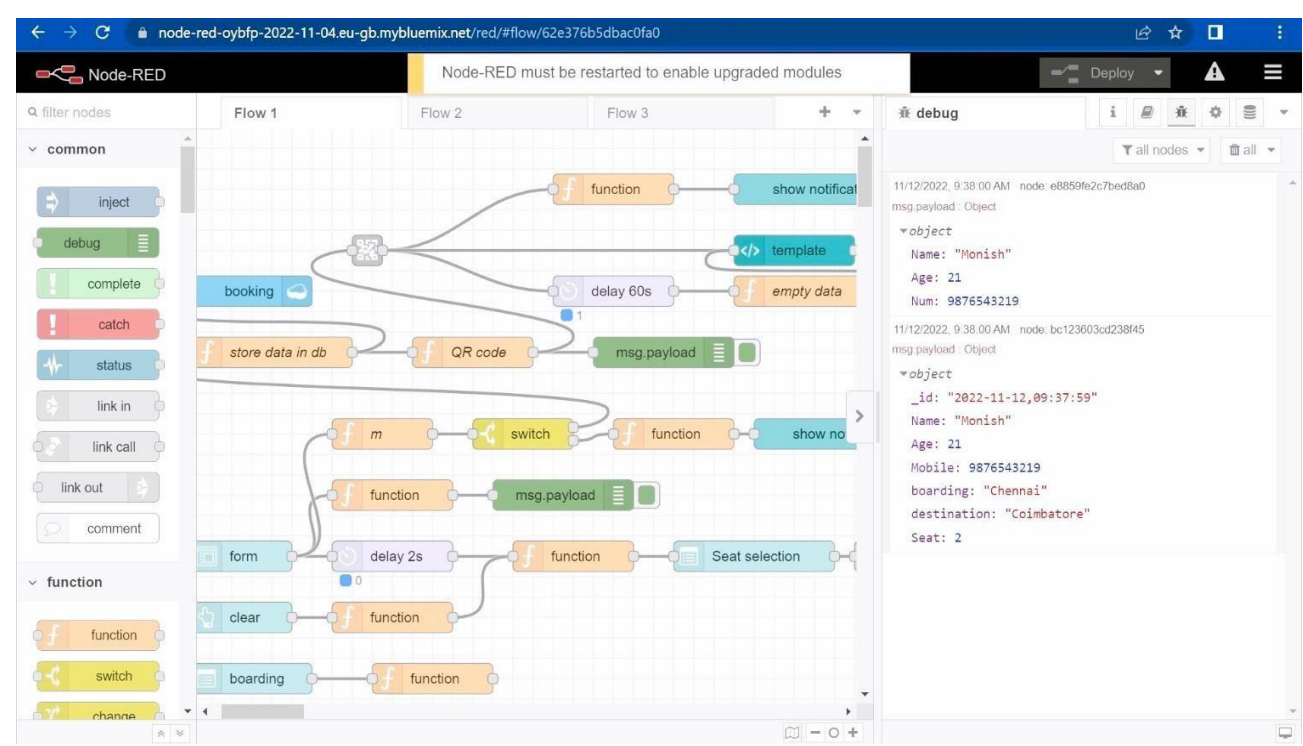 node-red-oybfp-2022-11-04.eu-gb.mybluemix.net/red/#flow/62e376b5dbac0fa0
Node-RED
Node-RED must be restarted to enable upgraded modules
Deploy
filter nodes
common
inject
debug
complete
catch
status
link in
link call
link out
comment
function
function
switch
change
Flow 1
Flow 2
Flow 3
function
show notificat
template
booking
delay 60s
empty data
1
store data in db
QR code
msg.payload
m
switch
function
show no
function
msg.payload
form
delay 2s
function
Seat selection
0
clear
function
boarding
function
debug
i
all nodes
all
11/12/2022, 9:38:00 AM node: e8859fe2c7bed8a0
msg.payload : Object
object
Name: "Monish"
Age: 21
Num: 9876543219
11/12/2022, 9:38:00 AM node: bc123603cd238f45
msg.payload : Object
object
_id: "2022-11-12,09:37:59"
Name: "Monish"
Age: 21
Mobile: 9876543219
boarding: "Chennai"
destination: "Coimbatore"
Seat: 2